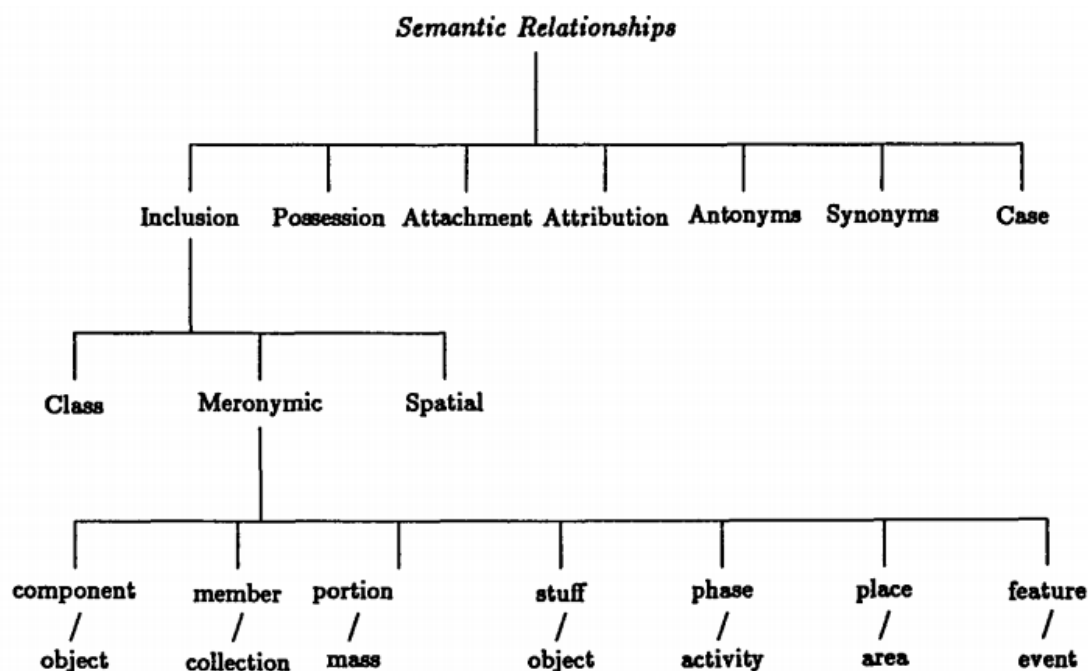 Semantic Relationships
Inclusion Possession Attachment Attribution Antonyms Synonyms Case
Class Meronymic Spatial
component member portion stuff phase place feature
/ / / / / / /
object collection mass object activity area event